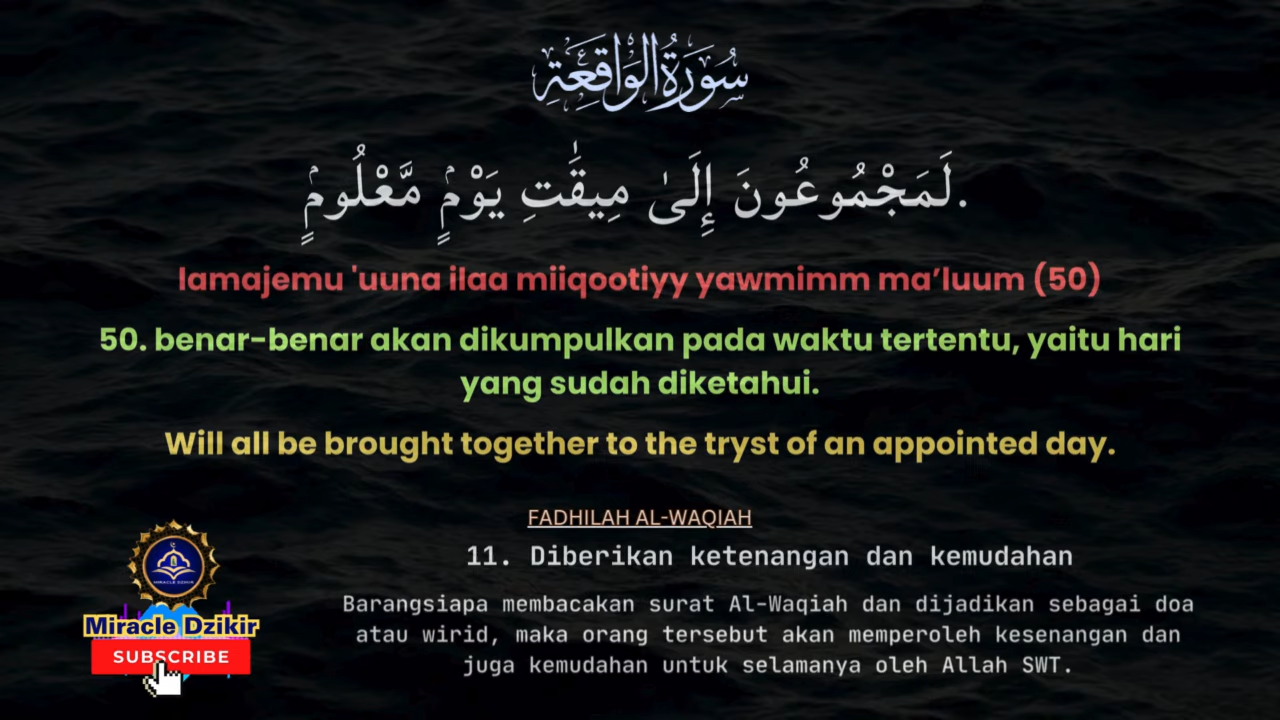 سُورَةُ الْوَاقِعَةِ
لَمَجْمُوعُونَ إِلَىٰ مِيقَٰتِ يَوْمٍۢ مَّعْلُومٍۢ.
lamajemu 'uuna ilaa miiqootiyy yawmimm ma’luum (50)
50. benar-benar akan dikumpulkan pada waktu tertentu, yaitu hari
yang sudah diketahui.
Will all be brought together to the tryst of an appointed day.
FADHILAH AL-WAQIAH
11. Diberikan ketenangan dan kemudahan
Barangsiapa membacakan surat Al-Waqiah dan dijadikan sebagai doa
atau wirid, maka orang tersebut akan memperoleh kesenangan dan
juga kemudahan untuk selamanya oleh Allah SWT.
MIRACLE DZIKIR
Miracle Dzikir
SUBSCRIBE